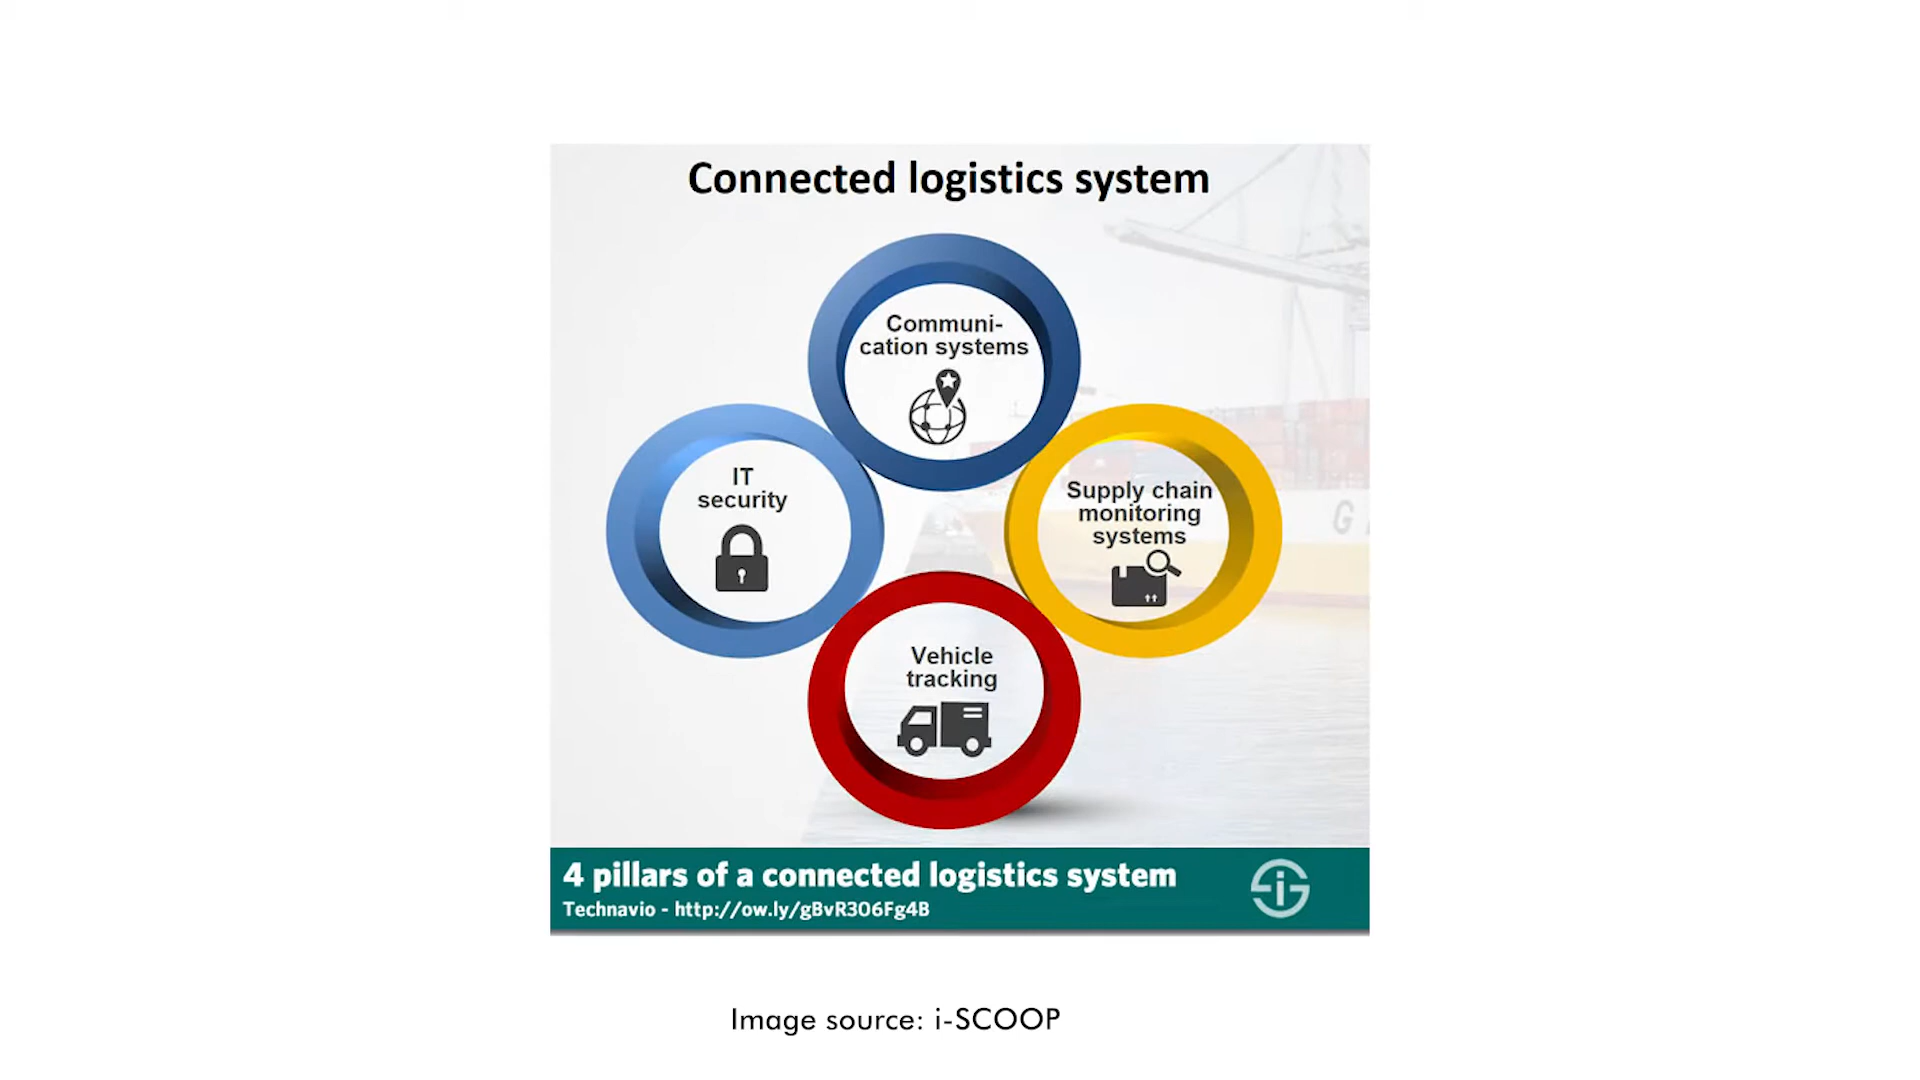 Connected logistics system
Communi-
cation systems
IT
security
Supply chain
monitoring
systems
Vehicle
tracking
4 pillars of a connected logistics system
Technavio - http://ow.ly/gBvR306Fg4B
Image source: i-SCOOP